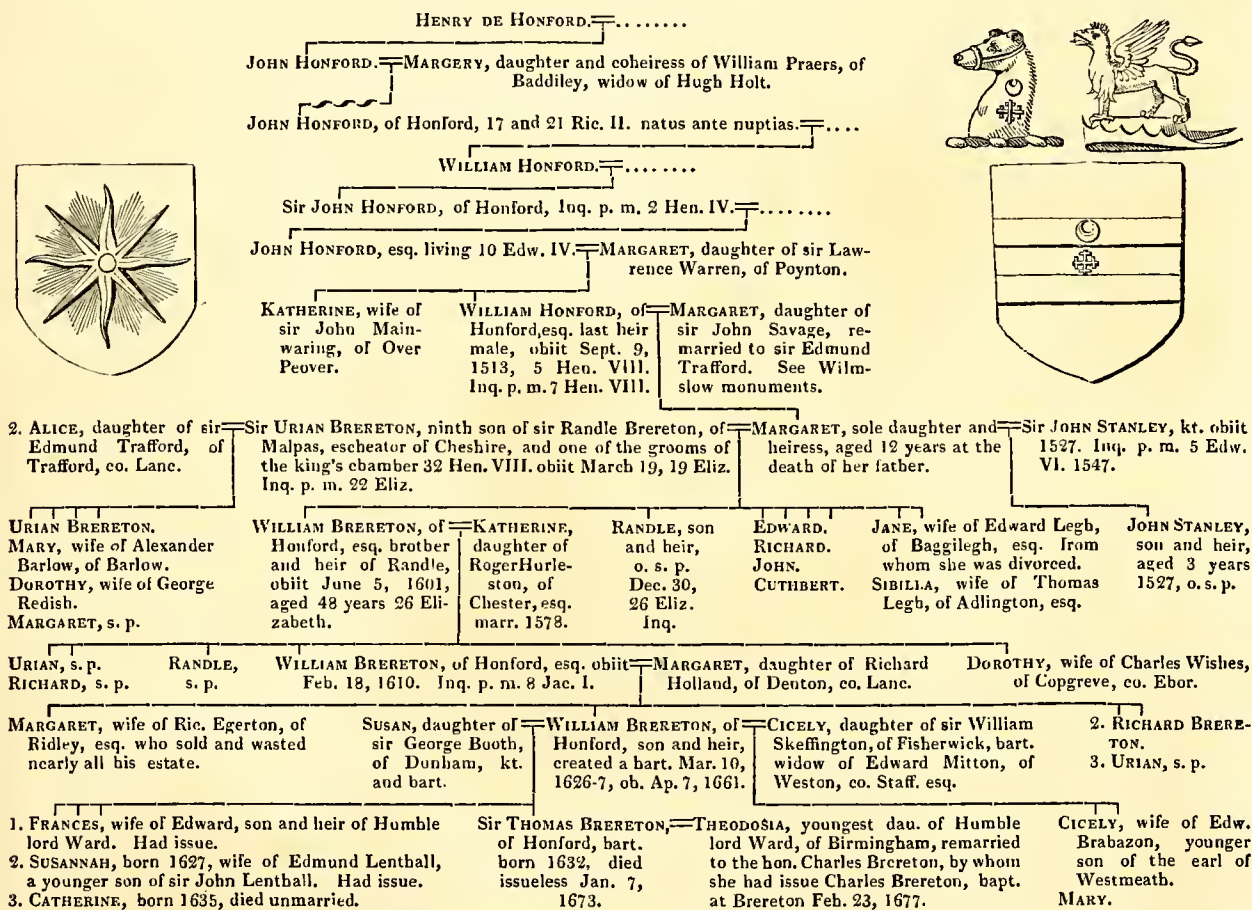 HENRY DE HONFORD.........
JOHN HONFORD. MARGERY, daughter and coheiress of William Praers, of
Baddiley, widow of Hugh Holt.
JOHN HONFORD, of Honford, 17 and 21 Ric. II. natus ante nuptias.....
WILLIAM HONFORD.........
Sir JOHN HONFORD, of Honford, Inq. p. m. 2 Hen. IV.........
JOHN HONFORD, esq. living 10 Edw. IV. MARGARET, daughter of sir Law-
rence Warren, of Poynton.
KATHERINE, wife of
sir John Main-
waring, of Over
Peover.
WILLIAM HONFORD, of
Honford, esq. last heir
male, obiit Sept. 9,
1513, 5 Hen. VIII.
Inq. p. m. 7 Hen. VIII.
MARGARET, daughter of
sir John Savage, re-
married to sir Edmund
Trafford. See Wilm-
slow monuments.
2. ALICE, daughter of sir
Edmund Trafford, of
Trafford, co. Lanc.
Sir URIAN BRERETON, ninth son of sir Randle Brereton, of
Malpas, escheator of Cheshire, and one of the grooms of
the king's chamber 32 Hen. VIII. obiit March 19, 19 Eliz.
Inq. p. m. 22 Eliz.
MARGARET, sole daughter and
heiress, aged 12 years at the
death of her father.
Sir JOHN STANLEY, kt. obiit
1527. Inq. p. m. 5 Edw.
VI. 1547.
URIAN BRERETON.
MARY, wife of Alexander
Barlow, of Barlow.
DOROTHY, wife of George
Redish.
MARGARET, s. p.
WILLIAM BRERETON, of
Honford, esq. brother
and heir of Randle,
obiit June 5, 1601,
aged 48 years 26 Eli-
zabeth.
KATHERINE,
daughter of
Roger Hurle-
ston, of
Chester, esq.
marr. 1578.
RANDLE, son
and heir,
o. s. p.
Dec. 30,
26 Eliz.
Inq.
EDWARD.
RICHARD.
JOHN.
CUTHBERT.
JANE, wife of Edward Legh,
of Baggilegh, esq. from
whom she was divorced.
SIBILLA, wife of Thomas
Legh, of Adlington, esq.
JOHN STANLEY,
son and heir,
aged 3 years
1527, o. s. p.
URIAN, s. p.
RICHARD, s. p.
RANDLE,
s. p.
WILLIAM BRERETON, of Honford, esq. obiit
Feb. 18, 1610. Inq. p. m. 8 Jac. I.
MARGARET, daughter of Richard
Holland, of Denton, co. Lanc.
DOROTHY, wife of Charles Wishes,
of Copgreve, co. Ebor.
MARGARET, wife of Ric. Egerton, of
Ridley, esq. who sold and wasted
nearly all his estate.
SUSAN, daughter of
sir George Booth,
of Dunham, kt.
and bart.
WILLIAM BRERETON, of
Honford, son and heir,
created a bart. Mar. 10,
1626-7, ob. Ap. 7, 1661.
CICELY, daughter of sir William
Skeffington, of Fisherwick, bart.
widow of Edward Mitton, of
Weston, co. Staff. esq.
2. RICHARD BRERE-
TON.
3. URIAN, s. p.
1. FRANCES, wife of Edward, son and heir of Humble
lord Ward. Had issue.
2. SUSANNAH, born 1627, wife of Edmund Lenthall,
a younger son of sir John Lenthall. Had issue.
3. CATHERINE, born 1635, died unmarried.
Sir THOMAS BRERETON,
of Honford, bart.
born 1632, died
issueless Jan. 7,
1673.
THEODOSIA, youngest dau. of Humble
lord Ward, of Birmingham, remarried
to the hon. Charles Brereton, by whom
she had issue Charles Brereton, bapt.
at Brereton Feb. 23, 1677.
CICELY, wife of Edw.
Brabazon, younger
son of the earl of
Westmeath.
MARY.